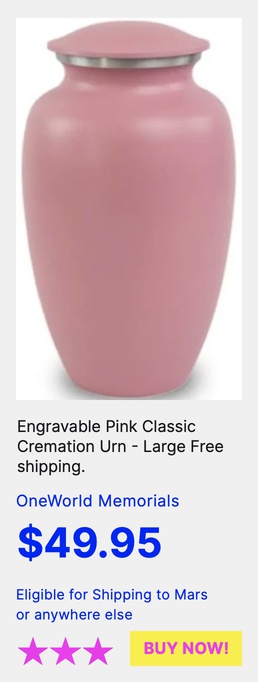 Engravable Pink Classic
Cremation Urn - Large Free
shipping.
OneWorld Memorials
$49.95
Eligible for Shipping to Mars
or anywhere else
BUY NOW!